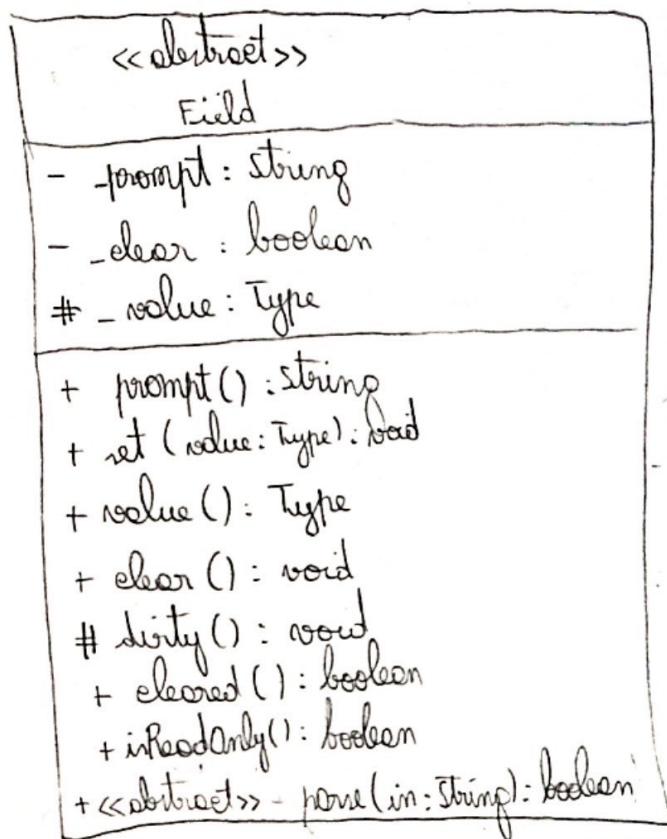 <<abstract>>
Field
- _prompt : String
- _clear : boolean
# _value : Type
+ prompt() : String
+ set (value : Type) : void
+ value() : Type
+ clear() : void
# dirty() : void
+ cleared() : boolean
+ isReadOnly() : boolean
+ <<abstract>> - parse(in : String) : boolean